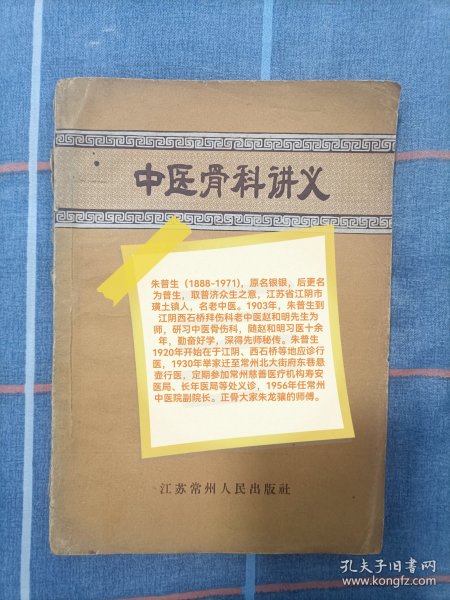 中医骨科讲义
朱普生（1888-1971)，原名银银，后更名
为普生，取普济众生之意，江苏省江阴市
璜土镇人，名老中医。1903年，朱普生到
江阴西石桥拜伤科老中医赵和明先生为
师，研习中医骨伤科，随赵和明习医十余
年，勤奋好学，深得先师秘传。朱普生
1920年开始在于江阴、西石桥等地应诊行
医，1930年举家迁至常州北大街府东巷悬
壶行医，定期参加常州慈善医疗机构寿安
医局、长年医局等处义诊，1956年任常州
中医院副院长。正骨大家朱龙骧的师傅。
江苏常州人民出版社
孔夫子旧书网
www.kongfz.com